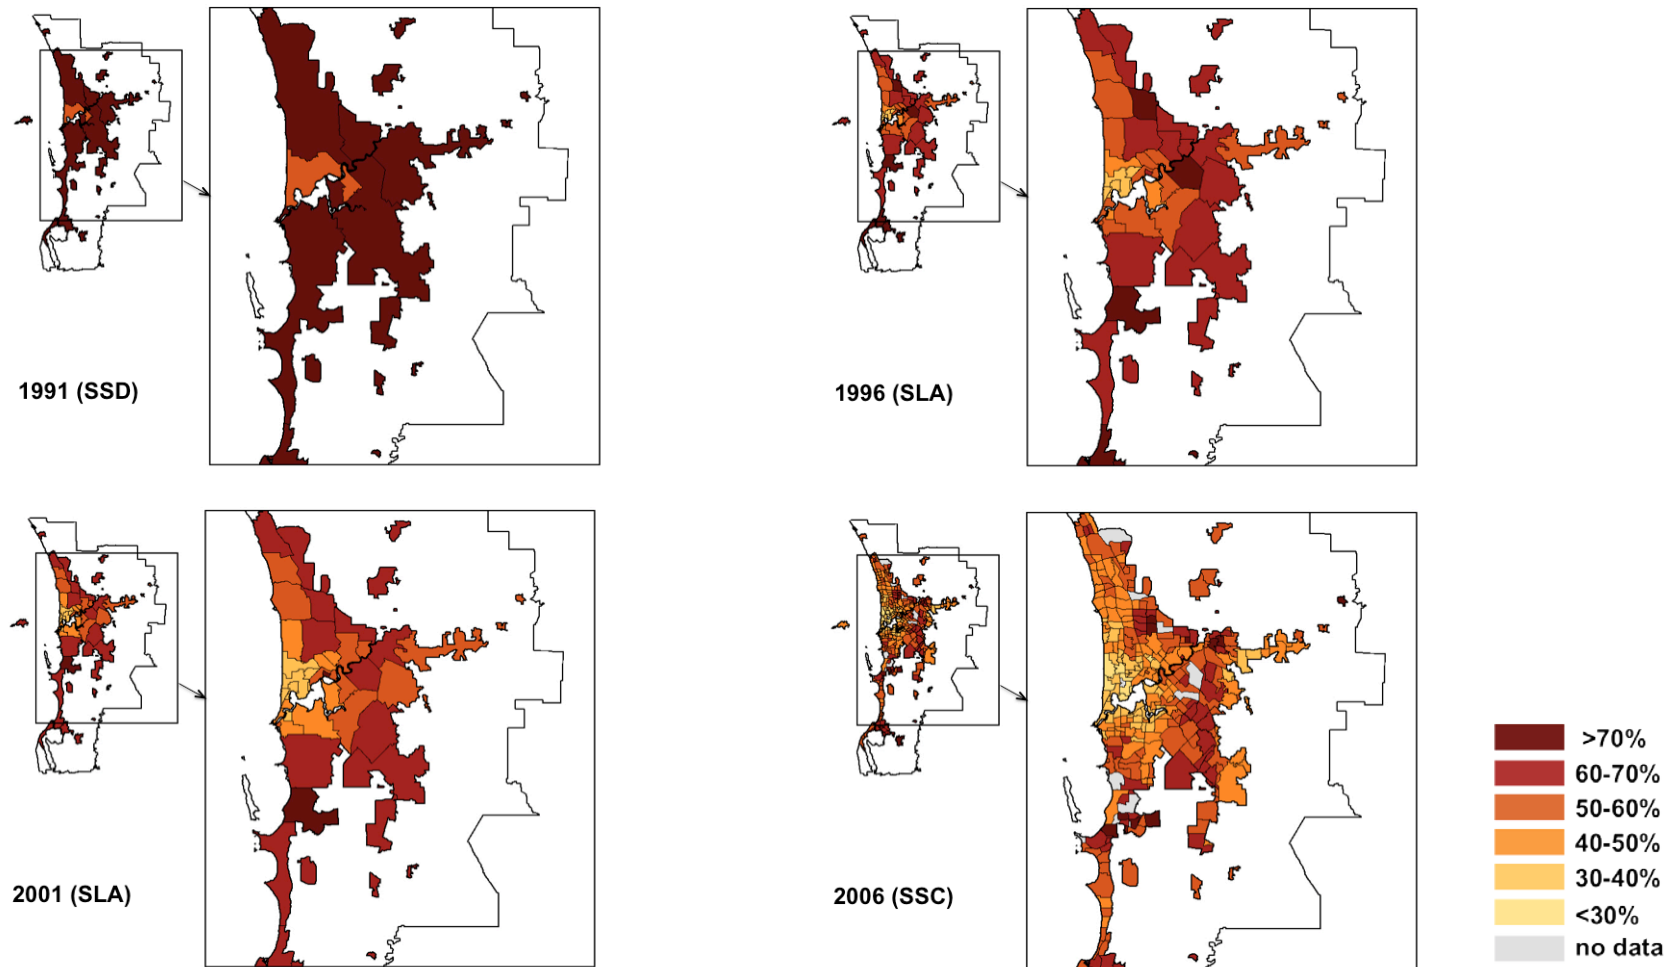 1991 (SSD)
1996 (SLA)
2001 (SLA)
2006 (SSC)
>70%
60-70%
50-60%
40-50%
30-40%
<30%
no data